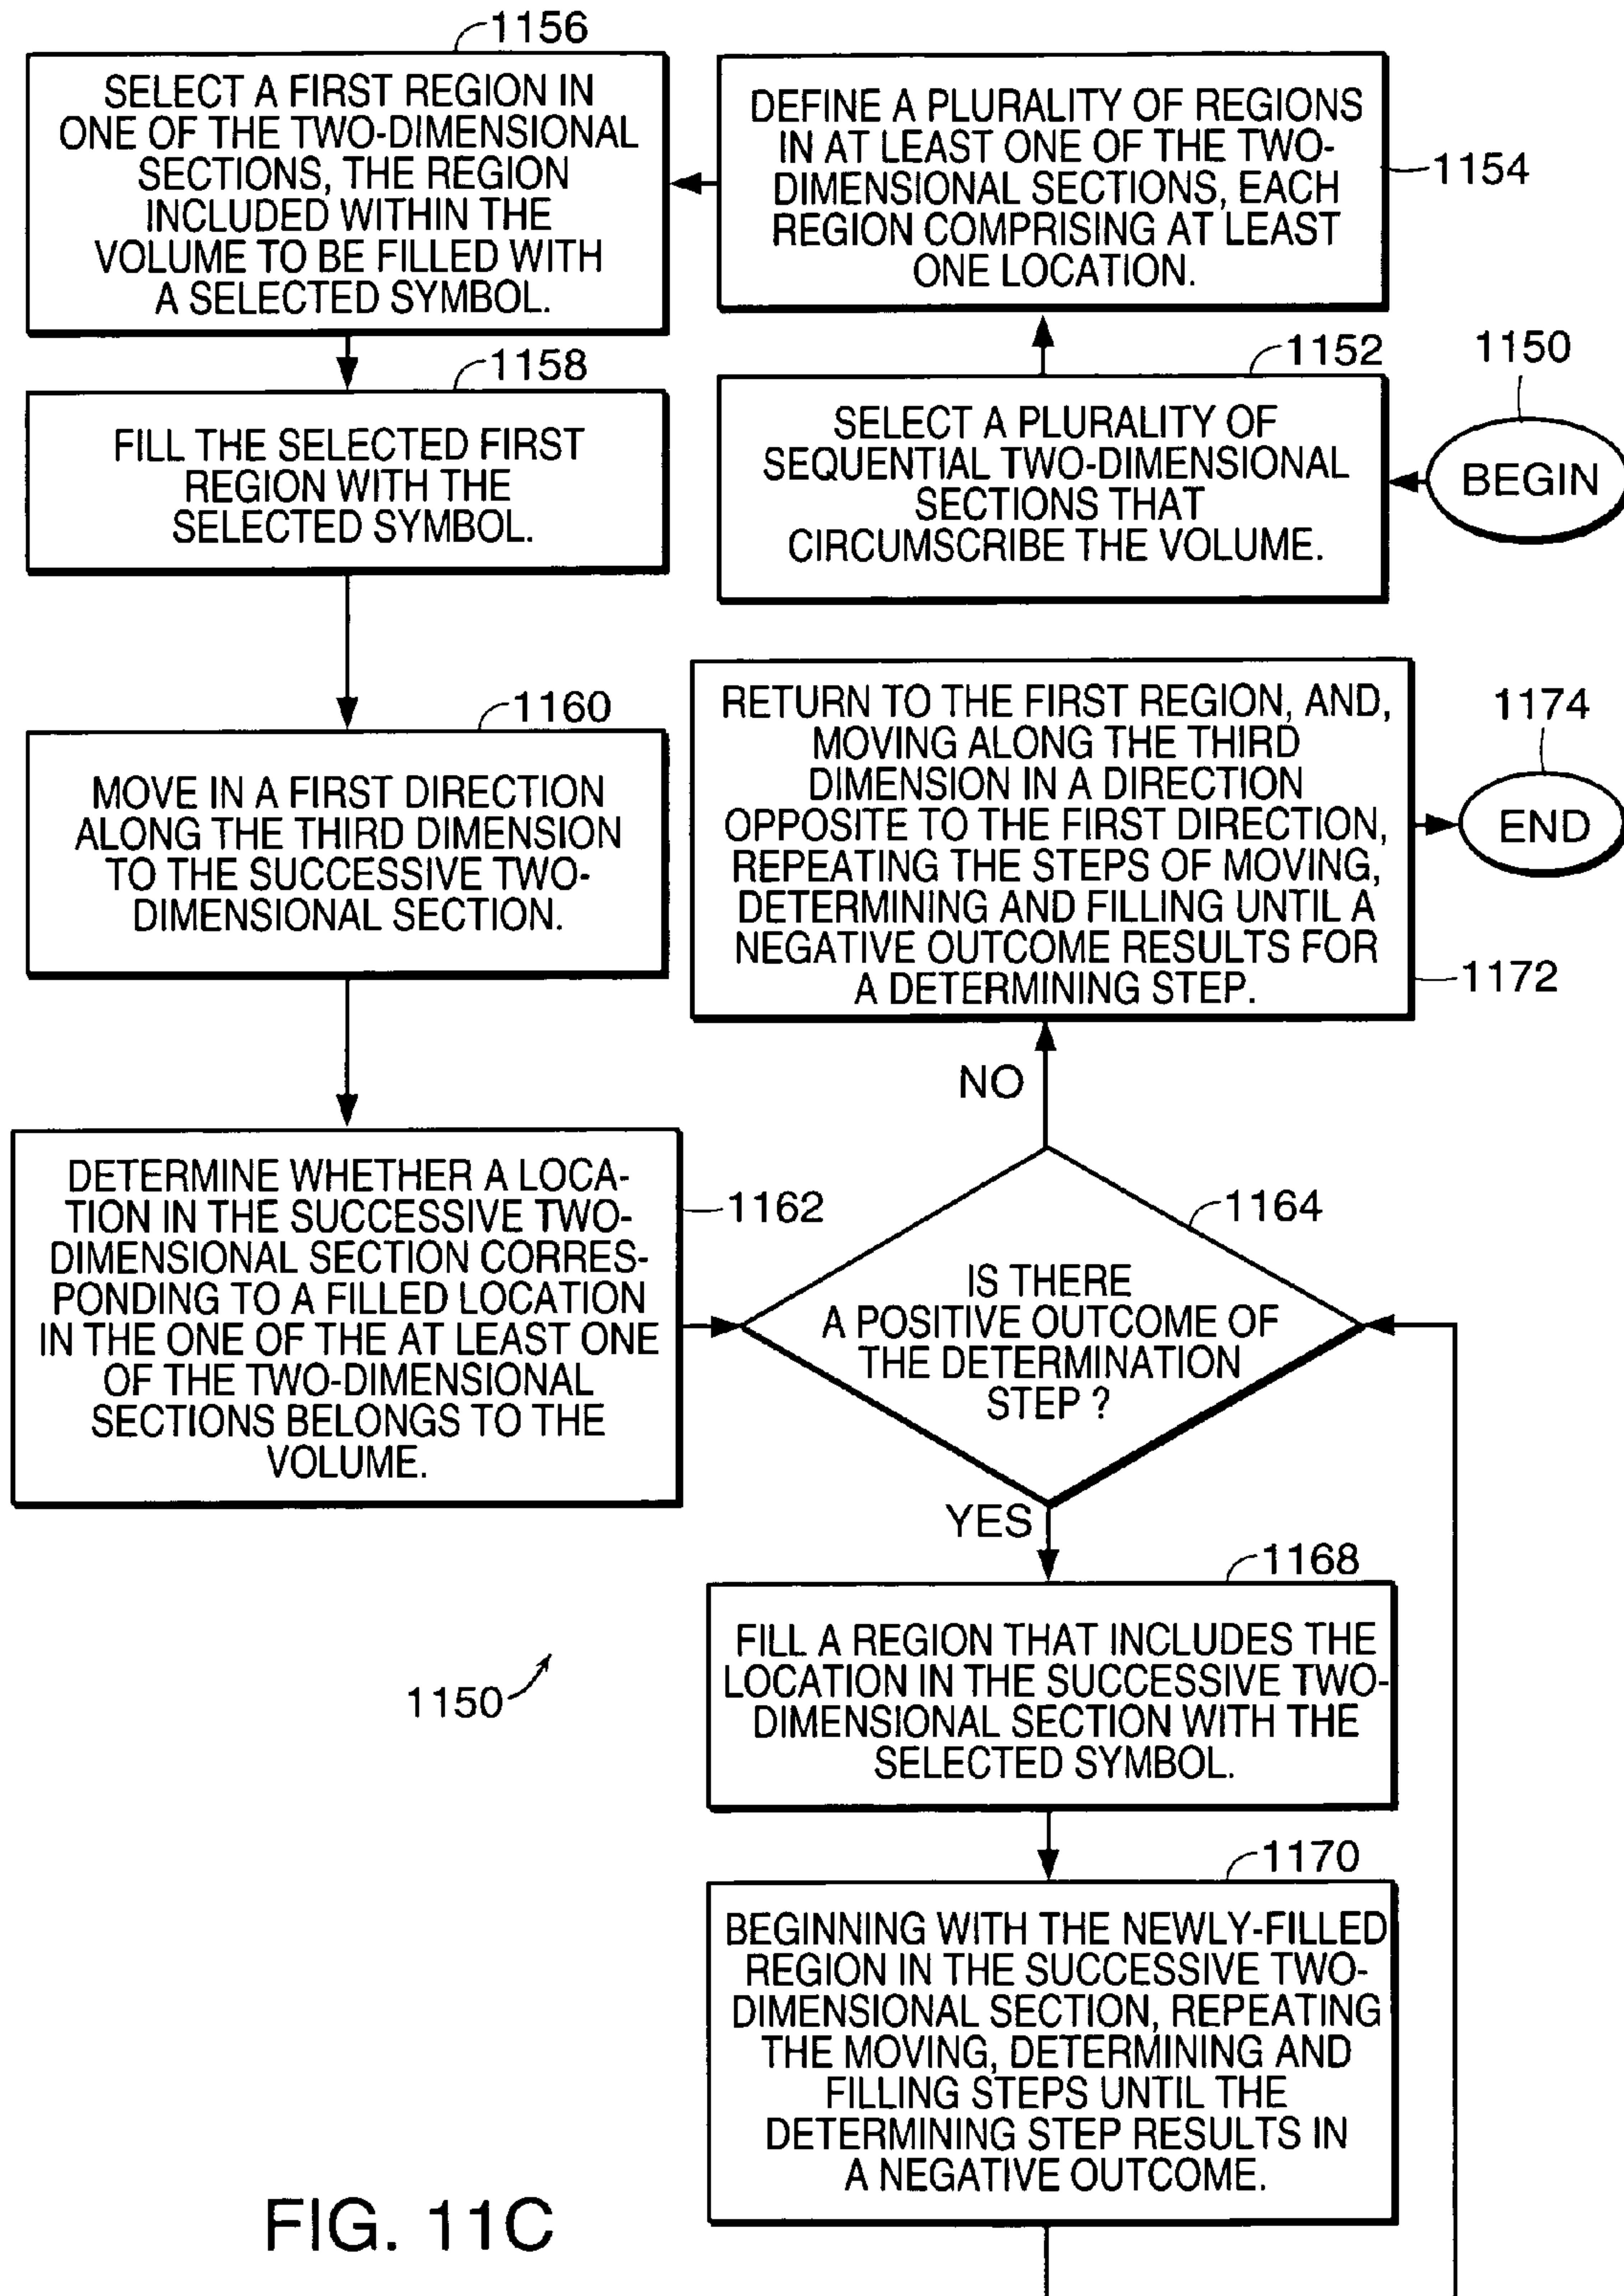 1156
SELECT A FIRST REGION IN
ONE OF THE TWO-DIMENSIONAL
SECTIONS, THE REGION
INCLUDED WITHIN THE
VOLUME TO BE FILLED WITH
A SELECTED SYMBOL.
DEFINE A PLURALITY OF REGIONS
IN AT LEAST ONE OF THE TWO-
DIMENSIONAL SECTIONS, EACH
REGION COMPRISING AT LEAST
ONE LOCATION.
1154
1158
FILL THE SELECTED FIRST
REGION WITH THE
SELECTED SYMBOL.
1152
SELECT A PLURALITY OF
SEQUENTIAL TWO-DIMENSIONAL
SECTIONS THAT
CIRCUMSCRIBE THE VOLUME.
1150
BEGIN
1160
MOVE IN A FIRST DIRECTION
ALONG THE THIRD DIMENSION
TO THE SUCCESSIVE TWO-
DIMENSIONAL SECTION.
RETURN TO THE FIRST REGION, AND,
MOVING ALONG THE THIRD
DIMENSION IN A DIRECTION
OPPOSITE TO THE FIRST DIRECTION,
REPEATING THE STEPS OF MOVING,
DETERMINING AND FILLING UNTIL A
NEGATIVE OUTCOME RESULTS FOR
A DETERMINING STEP.
1172
1174
END
NO
DETERMINE WHETHER A LOCA-
TION IN THE SUCCESSIVE TWO-
DIMENSIONAL SECTION CORRES-
PONDING TO A FILLED LOCATION
IN THE ONE OF THE AT LEAST ONE
OF THE TWO-DIMENSIONAL
SECTIONS BELONGS TO THE
VOLUME.
1162
1164
IS THERE
A POSITIVE OUTCOME OF
THE DETERMINATION
STEP ?
YES
1168
FILL A REGION THAT INCLUDES THE
LOCATION IN THE SUCCESSIVE TWO-
DIMENSIONAL SECTION WITH THE
SELECTED SYMBOL.
1150
1170
BEGINNING WITH THE NEWLY-FILLED
REGION IN THE SUCCESSIVE TWO-
DIMENSIONAL SECTION, REPEATING
THE MOVING, DETERMINING AND
FILLING STEPS UNTIL THE
DETERMINING STEP RESULTS IN
A NEGATIVE OUTCOME.
FIG. 11C